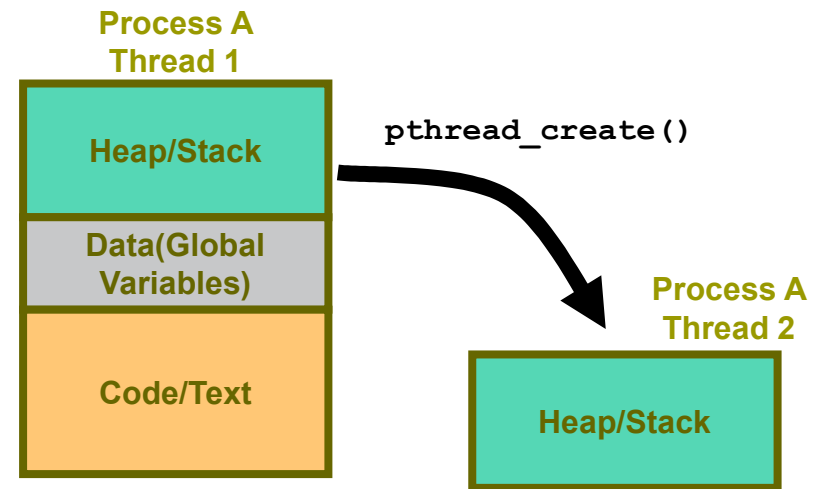 Process A
Thread 1
Heap/Stack
pthread_create()
Data(Global
Variables)
Process A
Thread 2
Code/Text
Heap/Stack